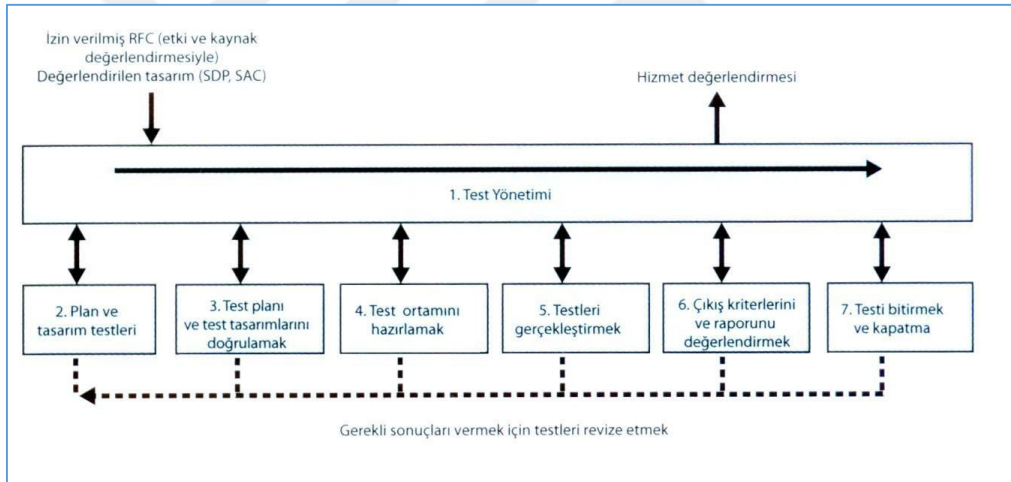 İzin verilmiş RFC (etki ve kaynak
değerlendirmesiyle)
Değerlendirilen tasarım (SDP, SAC)
Hizmet değerlendirmesi
1. Test Yönetimi
2. Plan ve
tasarım testleri
3. Test planı
ve test tasarımlarını
doğrulamak
4. Test ortamını
hazırlamak
5. Testleri
gerçekleştirmek
6. Çıkış kriterlerini
ve raporunu
değerlendirmek
7. Testi bitirmek
ve kapatma
Gerekli sonuçları vermek için testleri revize etmek